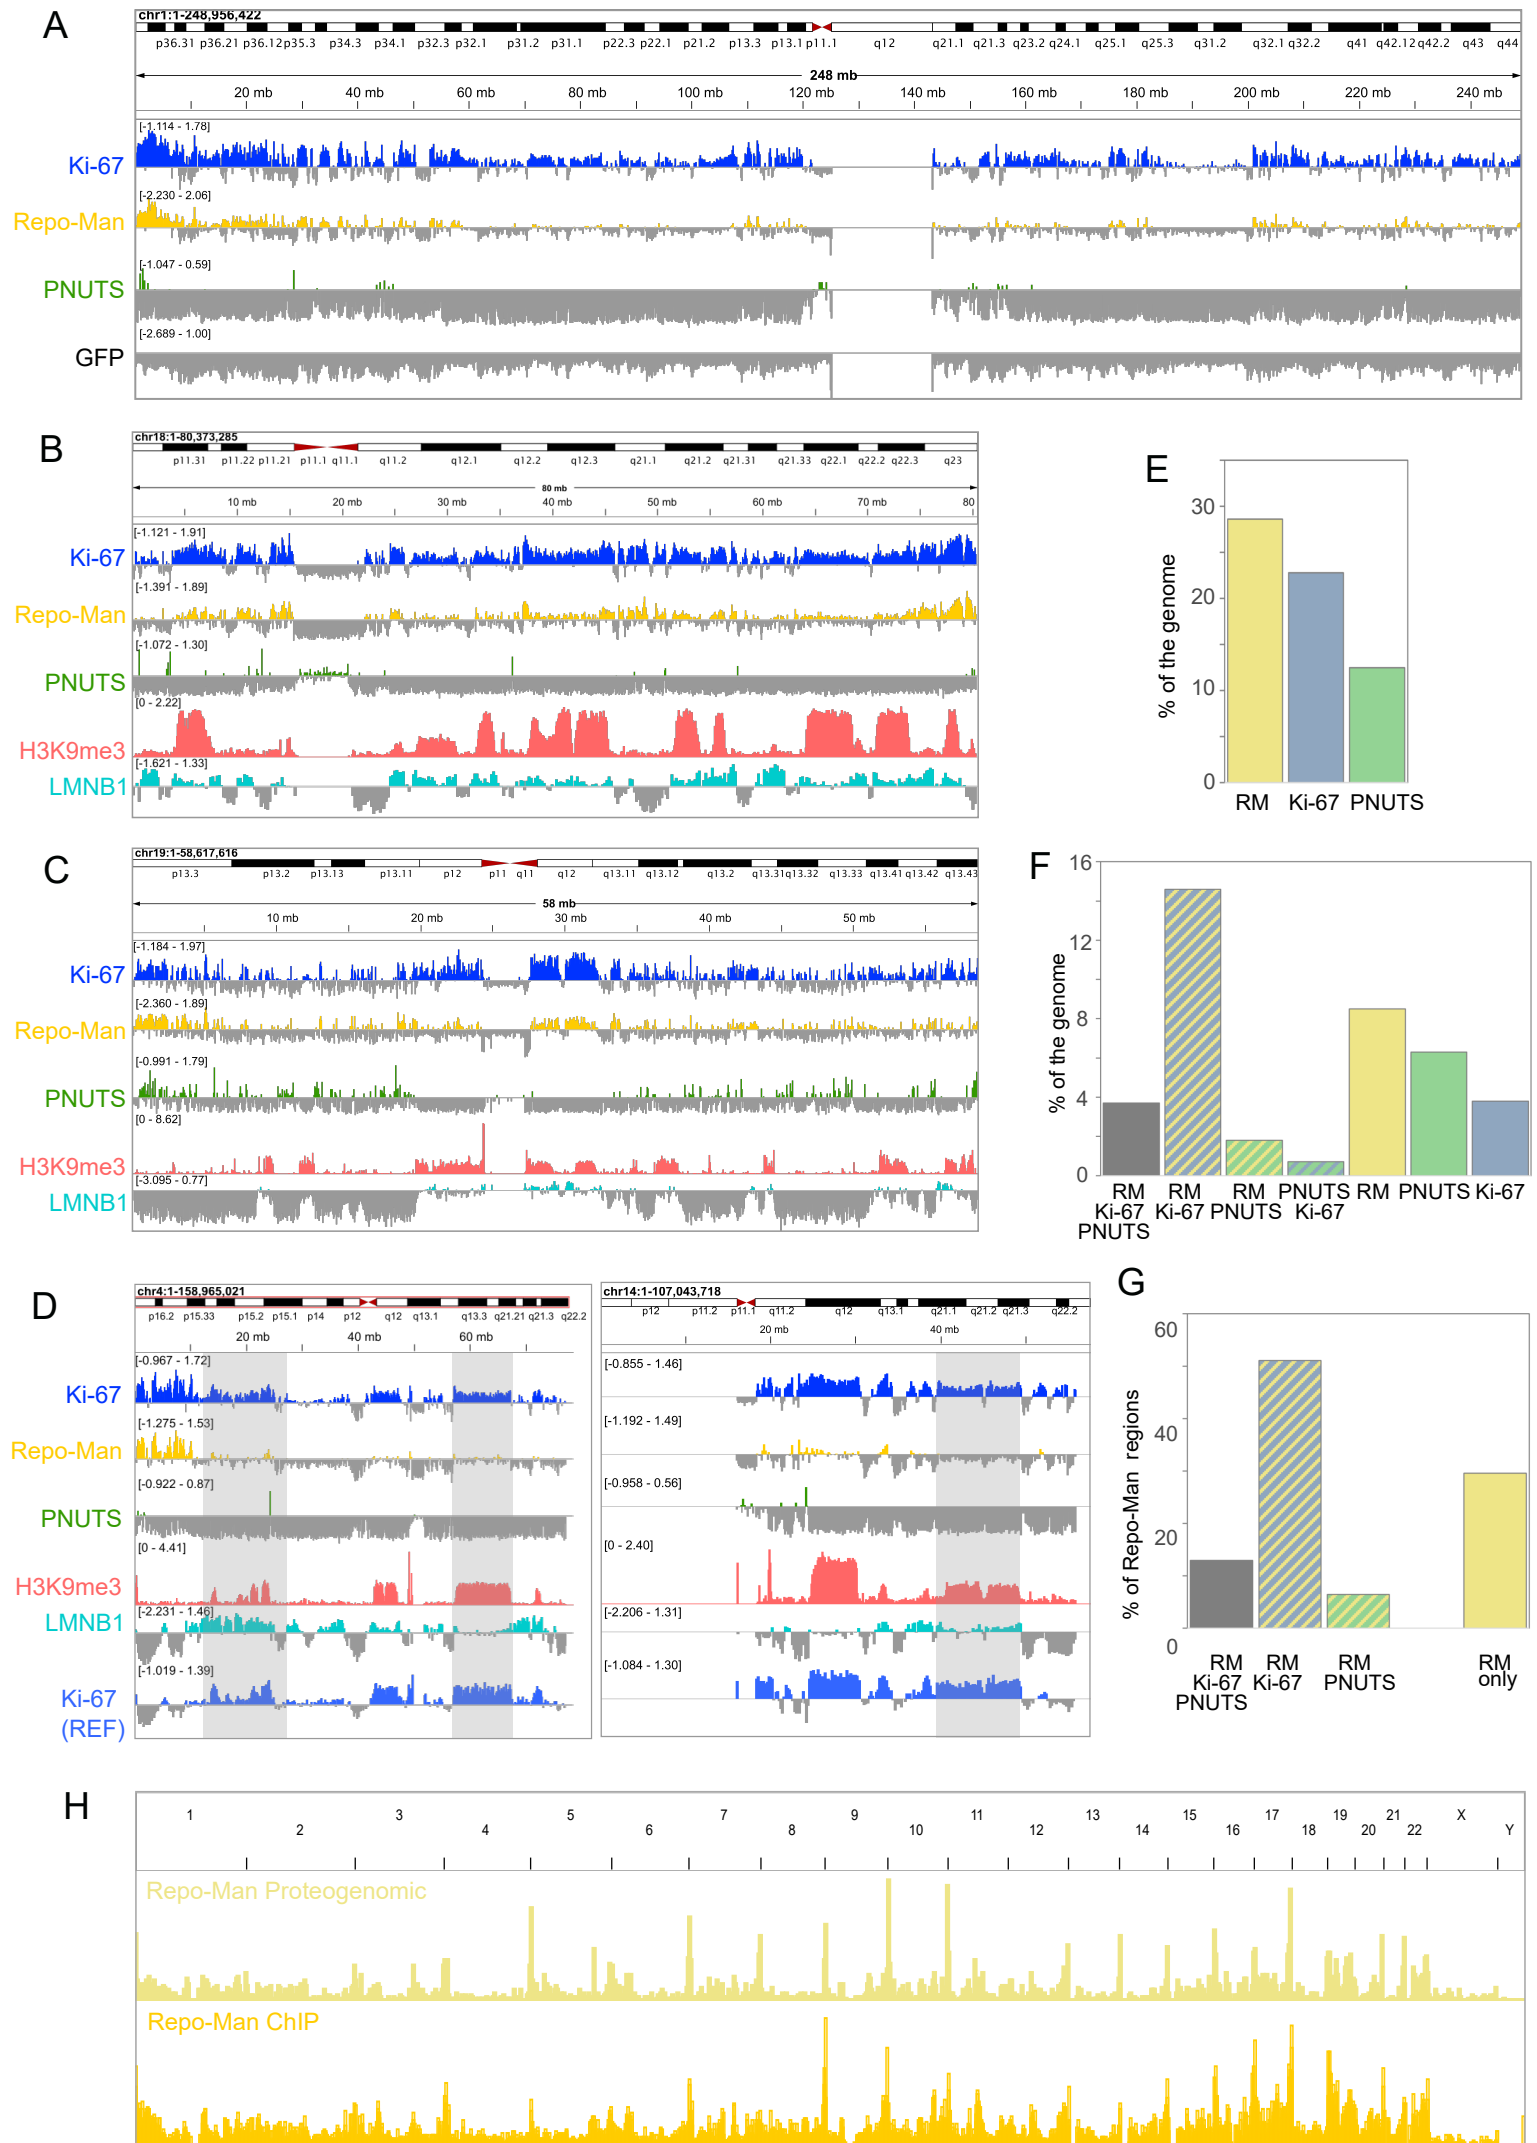 A
chr1:1-248,956,422
p36.31 p36.21 p36.12 p35.3 p34.3 p34.1 p32.3 p32.1 p31.2 p31.1 p22.3 p22.1 p21.2 p13.3 p13.1 p11.1 q12 q21.1 q21.3 q23.2 q24.1 q25.1 q25.3 q31.2 q32.1 q32.2 q41 q42.12 q42.2 q43 q44
248 mb
20 mb 40 mb 60 mb 80 mb 100 mb 120 mb 140 mb 160 mb 180 mb 200 mb 220 mb 240 mb
[-1.114 - 1.78]
Ki-67
[-2.230 - 2.06]
Repo-Man
[-1.047 - 0.59]
PNUTS
[-2.689 - 1.00]
GFP
B
chr18:1-80,373,285
p11.31 p11.22 p11.21 p11.1 q11.1 q11.2 q12.1 q12.2 q12.3 q21.1 q21.2 q21.31 q21.33 q22.1 q22.2 q22.3 q23
80 mb
10 mb 20 mb 30 mb 40 mb 50 mb 60 mb 70 mb 80
[-1.121 - 1.91]
Ki-67
[-1.391 - 1.89]
Repo-Man
[-1.072 - 1.30]
PNUTS
[0 - 2.22]
H3K9me3
[-1.621 - 1.33]
LMNB1
C
chr19:1-58,617,616
p13.3 p13.2 p13.13 p13.11 p12 p11 q11 q12 q13.11 q13.12 q13.2 q13.31 q13.32 q13.33 q13.41 q13.42 q13.43
58 mb
10 mb 20 mb 30 mb 40 mb 50 mb
[-1.184 - 1.97]
Ki-67
[-2.360 - 1.89]
Repo-Man
[-0.991 - 1.79]
PNUTS
[0 - 8.62]
H3K9me3
[-3.095 - 0.77]
LMNB1
D
chr4:1-158,965,021
p16.2 p15.33 p15.2 p15.1 p14 p12 q12 q13.1 q13.3 q21.21 q21.3 q22.2
20 mb 40 mb 60 mb
[-0.967 - 1.72]
Ki-67
[-1.275 - 1.53]
Repo-Man
[-0.922 - 0.87]
PNUTS
[0 - 4.41]
H3K9me3
[-2.231 - 1.46]
LMNB1
[-1.019 - 1.39]
Ki-67
(REF)
chr14:1-107,043,718
p12 p11.2 p11.1 q11.2 q12 q13.1 q21.1 q21.2 q21.3 q22.2
20 mb 40 mb
[-0.855 - 1.46]
[-1.192 - 1.49]
[-0.958 - 0.56]
[0 - 2.40]
[-2.206 - 1.31]
[-1.084 - 1.30]
E
% of the genome
30
20
10
0
RM Ki-67 PNUTS
F
% of the genome
16
12
8
4
0
RM RM RM PNUTS RM PNUTS Ki-67
Ki-67 Ki-67 PNUTS Ki-67
PNUTS
G
% of Repo-Man regions
60
40
20
0
RM RM RM RM
Ki-67 Ki-67 PNUTS only
PNUTS
H
1 3 5 7 9 11 13 15 17 19 21 X
2 4 6 8 10 12 14 16 18 20 22 Y
Repo-Man Proteogenomic
Repo-Man ChIP